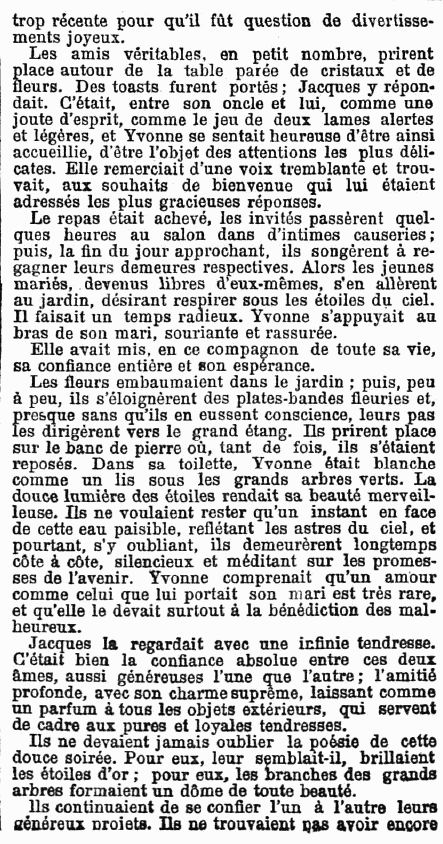 trop récente pour qu'il fût question de divertisse-
ments joyeux.
Les amis véritables, en petit nombre, prirent
place autour de la table parée de cristaux et de
fleurs. Des toasts furent portés ; Jacques y répon-
dait. C'était, entre son oncle et lui, comme une
joute d'esprit, comme le jeu de deux lames alertes
et légères, et Yvonne se sentait heureuse d'être ainsi
accueillie, d'être l'objet des attentions les plus déli-
cates. Elle remerciait d'une voix tremblante et trou-
vait, aux souhaits de bienvenue qui lui étaient
adressés les plus gracieuses réponses.
Le repas était achevé, les invités passèrent quel-
ques heures au salon dans d'intimes causeries ;
puis, la fin du jour approchant, ils songèrent à re-
gagner leurs demeures respectives. Alors les jeunes
mariés, devenus libres d'eux-mêmes, s'en allèrent
au jardin, désirant respirer sous les étoiles du ciel.
Il faisait un temps radieux. Yvonne s'appuyait au
bras de son mari, souriante et rassurée.
Elle avait mis, en ce compagnon de toute sa vie,
sa confiance entière et son espérance.
Les fleurs embaumaient dans le jardin ; puis, peu
à peu, ils s'éloignèrent des plates-bandes fleuries et,
presque sans qu'ils en eussent conscience, leurs pas
les dirigèrent vers le grand étang. Ils prirent place
sur le banc de pierre où, tant de fois, ils s'étaient
reposés. Dans sa toilette, Yvonne était blanche
comme un lis sous les grands arbres verts. La
douce lumière des étoiles rendait sa beauté merveil-
leuse. Ils ne voulaient rester qu'un instant en face
de cette eau paisible, reflétant les astres du ciel, et
pourtant, s'y oubliant, ils demeurèrent longtemps
côte à côte, silencieux et méditant sur les promes-
ses de l'avenir. Yvonne comprenait qu'un amour
comme celui que lui portait son mari est très rare,
et qu'elle le devait surtout à la bénédiction des mal-
heureux.
Jacques la regardait avec une infinie tendresse.
C'était bien la confiance absolue entre ces deux
âmes, aussi généreuses l'une que l'autre ; l'amitié
profonde, avec son charme suprême, laissant comme
un parfum à tous les objets extérieurs, qui servent
de cadre aux pures et loyales tendresses.
Ils ne devaient jamais oublier la poésie de cette
douce soirée. Pour eux, leur semblait-il, brillaient
les étoiles d'or ; pour eux, les branches des grands
arbres formaient un dôme de toute beauté.
Ils continuaient de se confier l'un à l'autre leurs
généreux projets. Ils ne trouvaient pas avoir encore